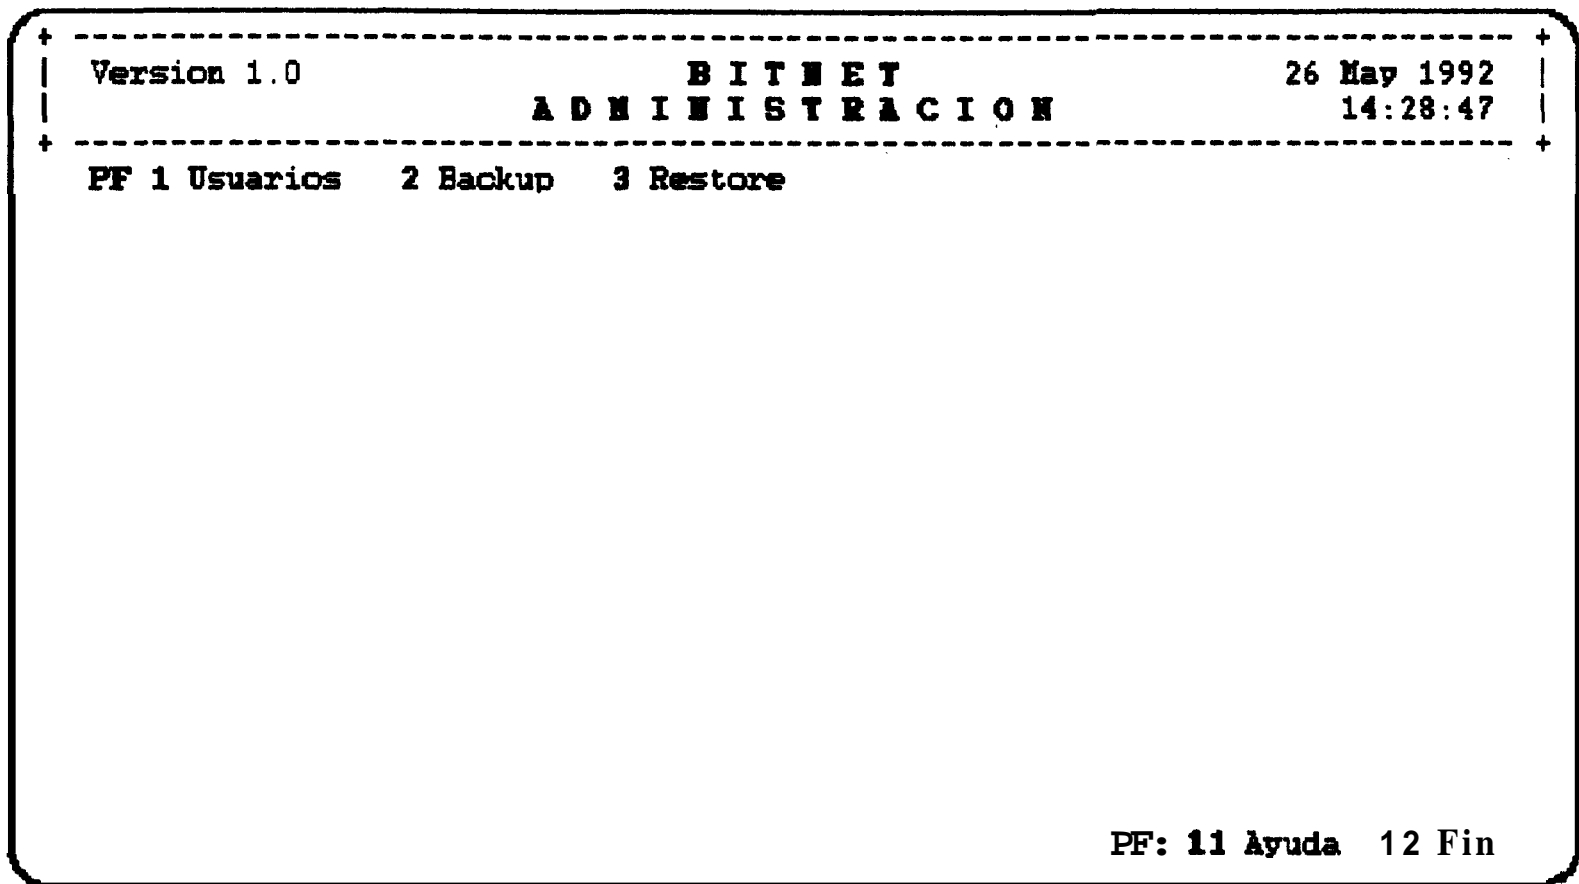 + -------------------------------------------------------------------------- +
| Version 1.0 B I T N E T 26 May 1992 |
| A D M I N I S T R A C I O N 14:28:47 |
+ -------------------------------------------------------------------------- +
PF 1 Usuarios 2 Backup 3 Restore
PF: 11 Ayuda 12 Fin